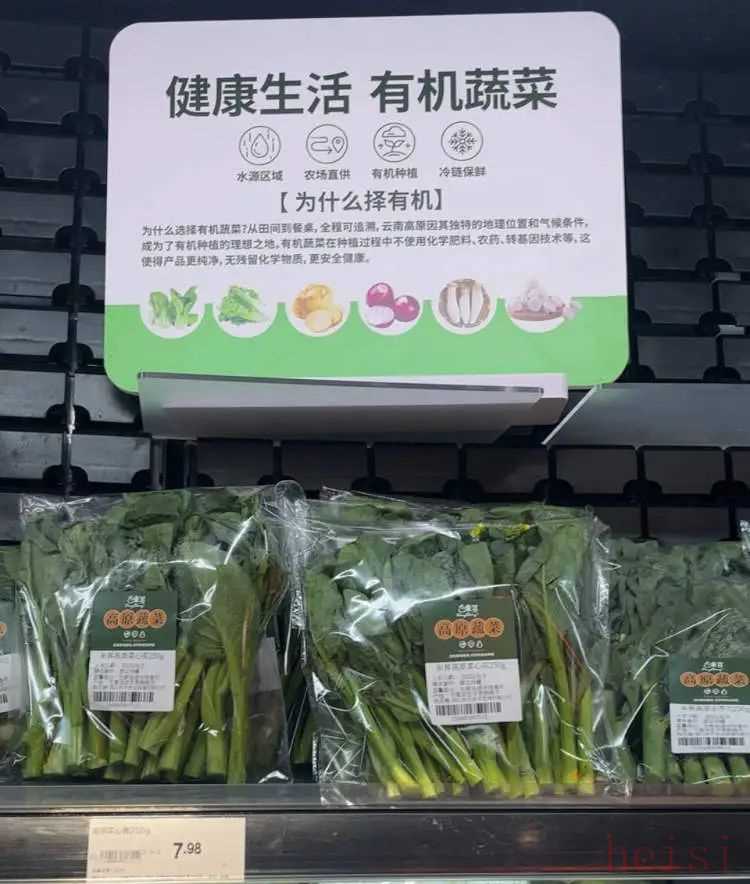 健康生活 有机蔬菜
水源区域 农场直供 有机种植 冷链保鲜
【 为什么择有机】
为什么选择有机蔬菜?从田间到餐桌,全程可追溯,云南高原因其独特的地理位置和气候条件,
成为了有机种植的理想之地,有机蔬菜在种植过程中不使用化学肥料、农药、转基因技术等,这
使得产品更纯净,无残留化学物质,更安全健康。
高原蔬菜
高原蔬菜
高原蔬菜
7.98
heisi